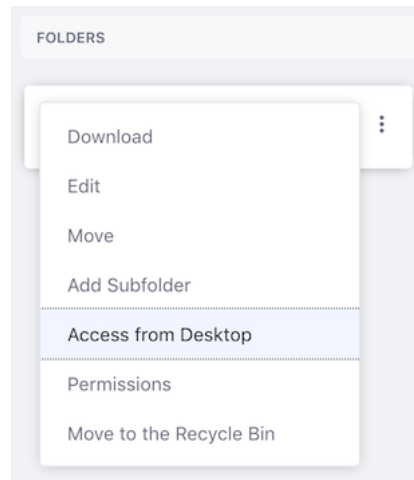 FOLDERS
Download
Edit
Move
Add Subfolder
Access from Desktop
Permissions
Move to the Recycle Bin